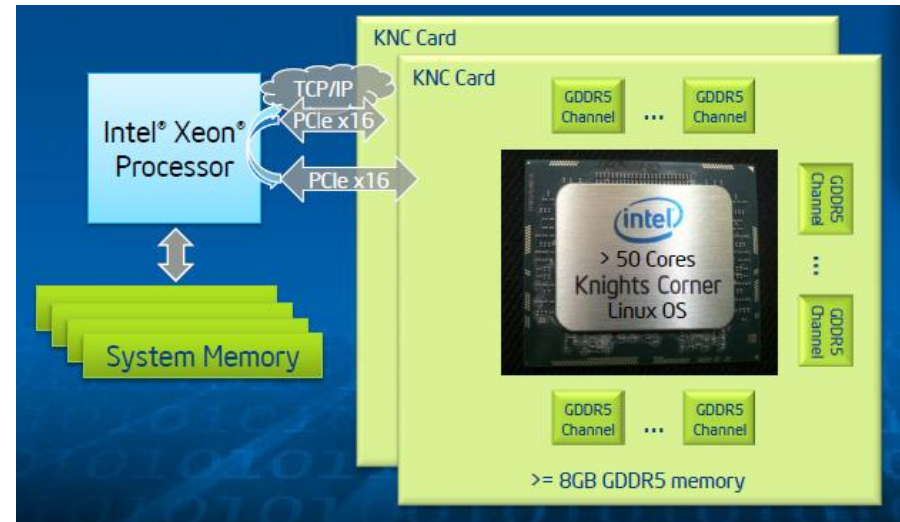 KNC Card
KNC Card
TCP/IP
PCIe x16
PCIe x16
Intel® Xeon®
Processor
System Memory
GDDR5
Channel
...
GDDR5
Channel
intel
> 50 Cores
Knights Corner
Linux OS
GDDR5
Channel
...
GDDR5
Channel
GDDR5
Channel
...
GDDR5
Channel
>= 8GB GDDR5 memory